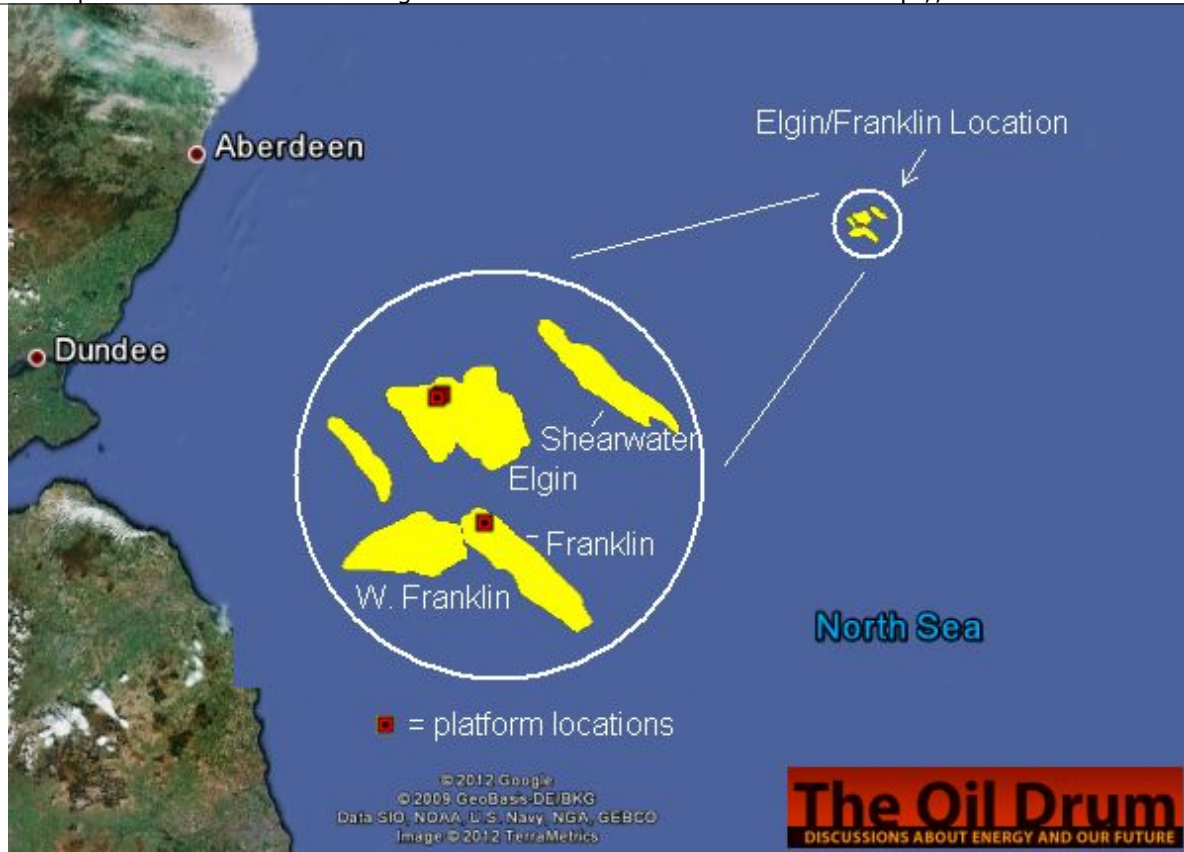 Aberdeen
Elgin/Franklin Location
Dundee
Shearwater
Elgin
Franklin
W. Franklin
North Sea
= platform locations
© 2012 Google
© 2009 GeoBasis-DE/BKG
Data SIO, NOAA, U.S. Navy, NGA, GEBCO
Image © 2012 TerraMetrics
The Oil Drum
DISCUSSIONS ABOUT ENERGY AND OUR FUTURE